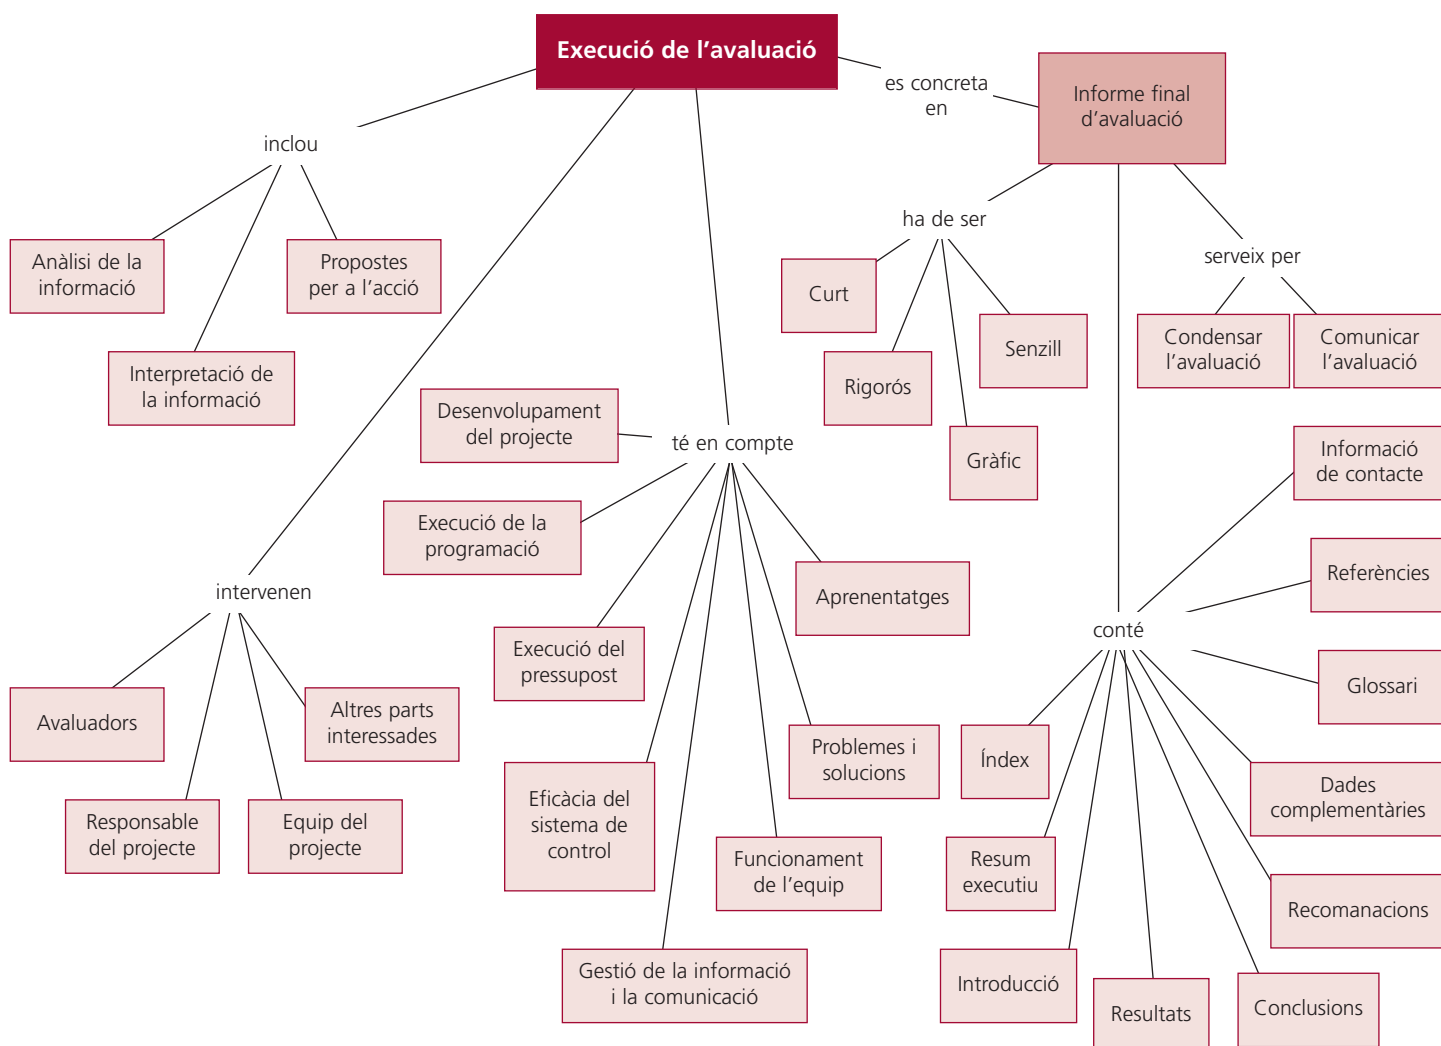 Execució de l’avaluació
es concreta
en
Informe final
d’avaluació
inclou
Anàlisi de la
informació
Propostes
per a l’acció
Interpretació de
la informació
ha de ser
Curt
Rigorós
Gràfic
Senzill
serveix per
Condensar
l’avaluació
Comunicar
l’avaluació
té en compte
Desenvolupament
del projecte
Execució de la
programació
Execució del
pressupost
Eficàcia del
sistema de
control
Gestió de la informació
i la comunicació
Funcionament
de l’equip
Problemes i
solucions
Aprenentatges
intervenen
Avaluadors
Responsable
del projecte
Equip del
projecte
Altres parts
interessades
conté
Informació
de contacte
Referències
Glossari
Dades
complementàries
Recomanacions
Conclusions
Resultats
Introducció
Resum
executiu
Índex